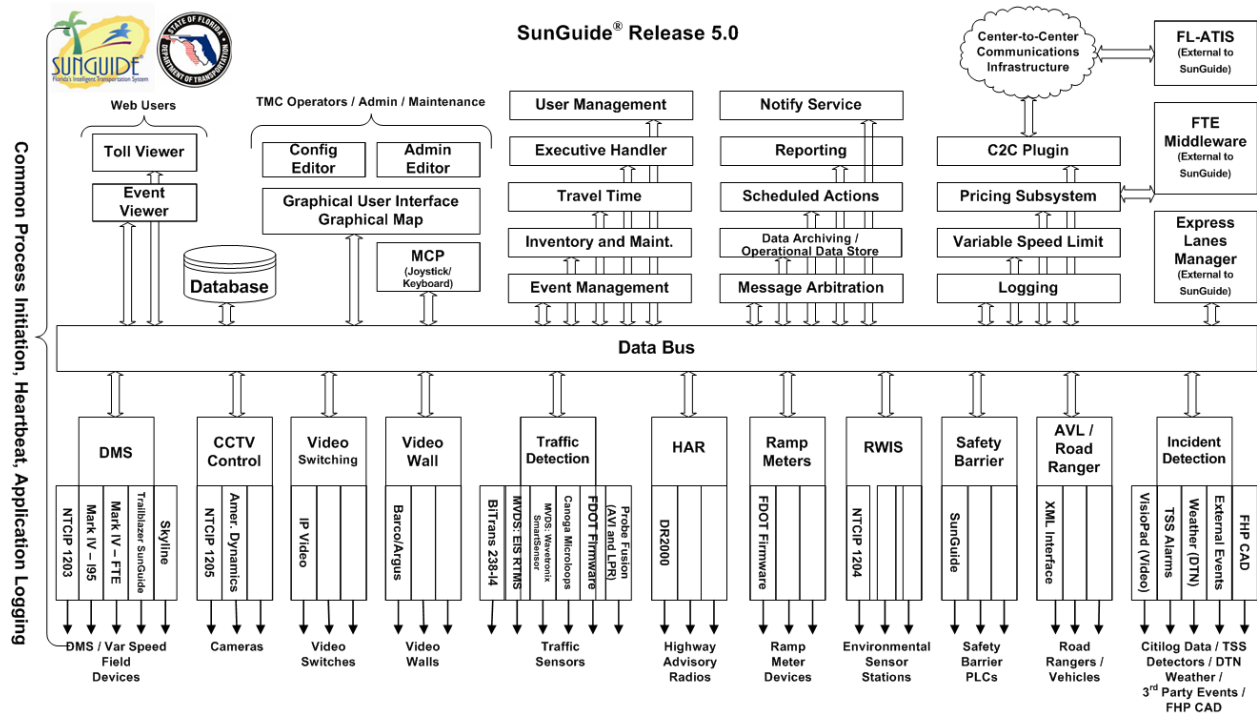 SunGuide® Release 5.0
SUNGUIDE®
Florida's Intelligent Transportation System
STATE OF FLORIDA
DEPARTMENT OF TRANSPORTATION
Common Process Initiation, Heartbeat, Application Logging
Web Users
Toll Viewer
Event
Viewer
Database
TMC Operators / Admin / Maintenance
Config
Editor
Admin
Editor
Graphical User Interface
Graphical Map
MCP
(Joystick/
Keyboard)
User Management
Executive Handler
Travel Time
Inventory and Maint.
Event Management
Notify Service
Reporting
Scheduled Actions
Data Archiving /
Operational Data Store
Message Arbitration
Center-to-Center
Communications
Infrastructure
C2C Plugin
Pricing Subsystem
Variable Speed Limit
Logging
FL-ATIS
(External to
SunGuide)
FTE
Middleware
(External to
SunGuide)
Express
Lanes
Manager
(External to
SunGuide)
Data Bus
DMS
NTCIP 1203
Mark IV – I95
Mark IV – FTE
Trailblazer SunGuide
Skyline
DMS / Var Speed
Field
Devices
CCTV
Control
NTCIP 1205
Amer. Dynamics
Cameras
Video
Switching
IP Video
Video
Switches
Video
Wall
Barco/Argus
Video
Walls
Traffic
Detection
BiTrans 238-I4
MVDS: EIS RTMS
MVDS: Wavetronix
SmartSensor
Canoga Microloops
FDOT Firmware
Probe Fusion
(AVI and LPR)
Traffic
Sensors
HAR
DR2000
Highway
Advisory
Radios
Ramp
Meters
FDOT Firmware
Ramp
Meter
Devices
RWIS
NTCIP 1204
Environmental
Sensor
Stations
Safety
Barrier
SunGuide
Safety
Barrier
PLCs
AVL /
Road
Ranger
XML Interface
Road
Rangers /
Vehicles
Incident
Detection
VisioPad (Video)
TSS Alarms
Weather (DTN)
External Events
FHP CAD
Citilog Data / TSS
Detectors / DTN
Weather /
3rd Party Events /
FHP CAD